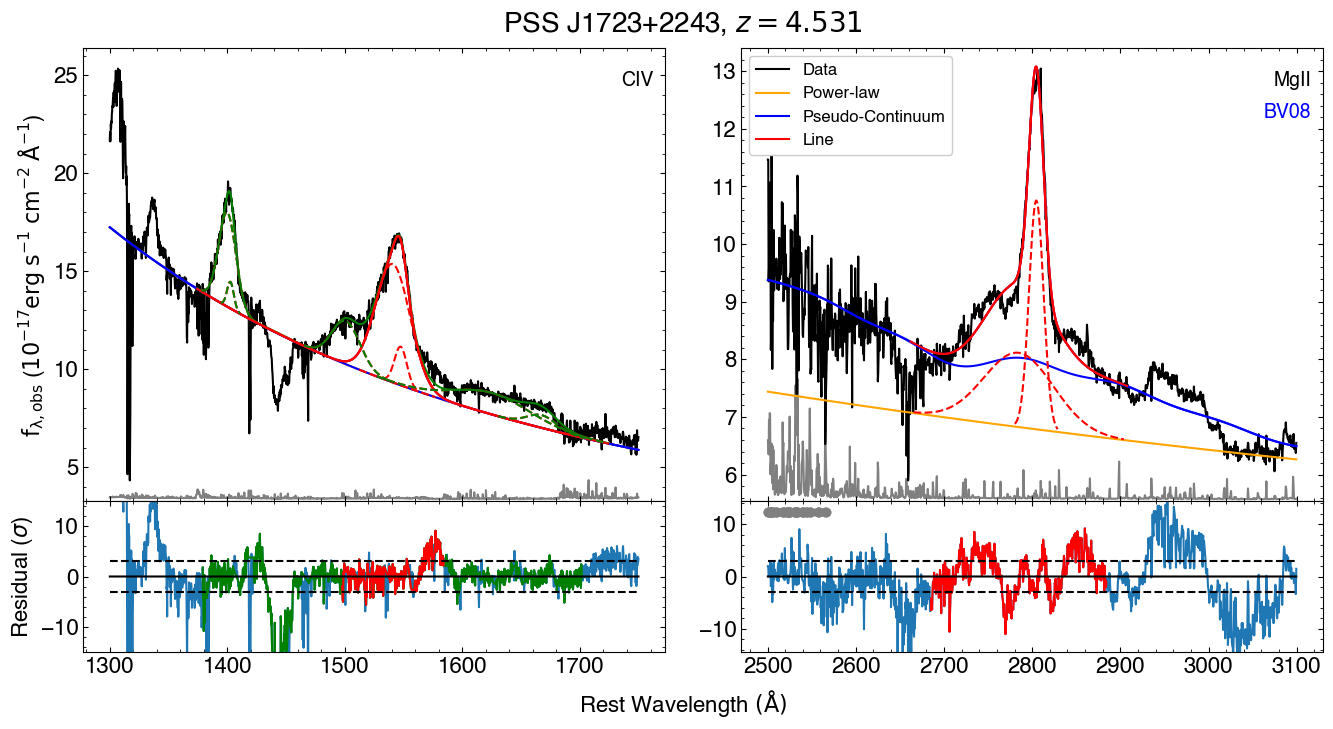 PSS J1723+2243, z = 4.531
CIV
25
20
15
10
5
f_λ,obs (10⁻¹⁷erg s⁻¹ cm⁻² Å⁻¹)
Data
Power-law
Pseudo-Continuum
Line
MgII
BV08
13
12
11
10
9
8
7
6
Residual (σ)
10
0
−10
10
0
−10
1300 1400 1500 1600 1700
2500 2600 2700 2800 2900 3000 3100
Rest Wavelength (Å)